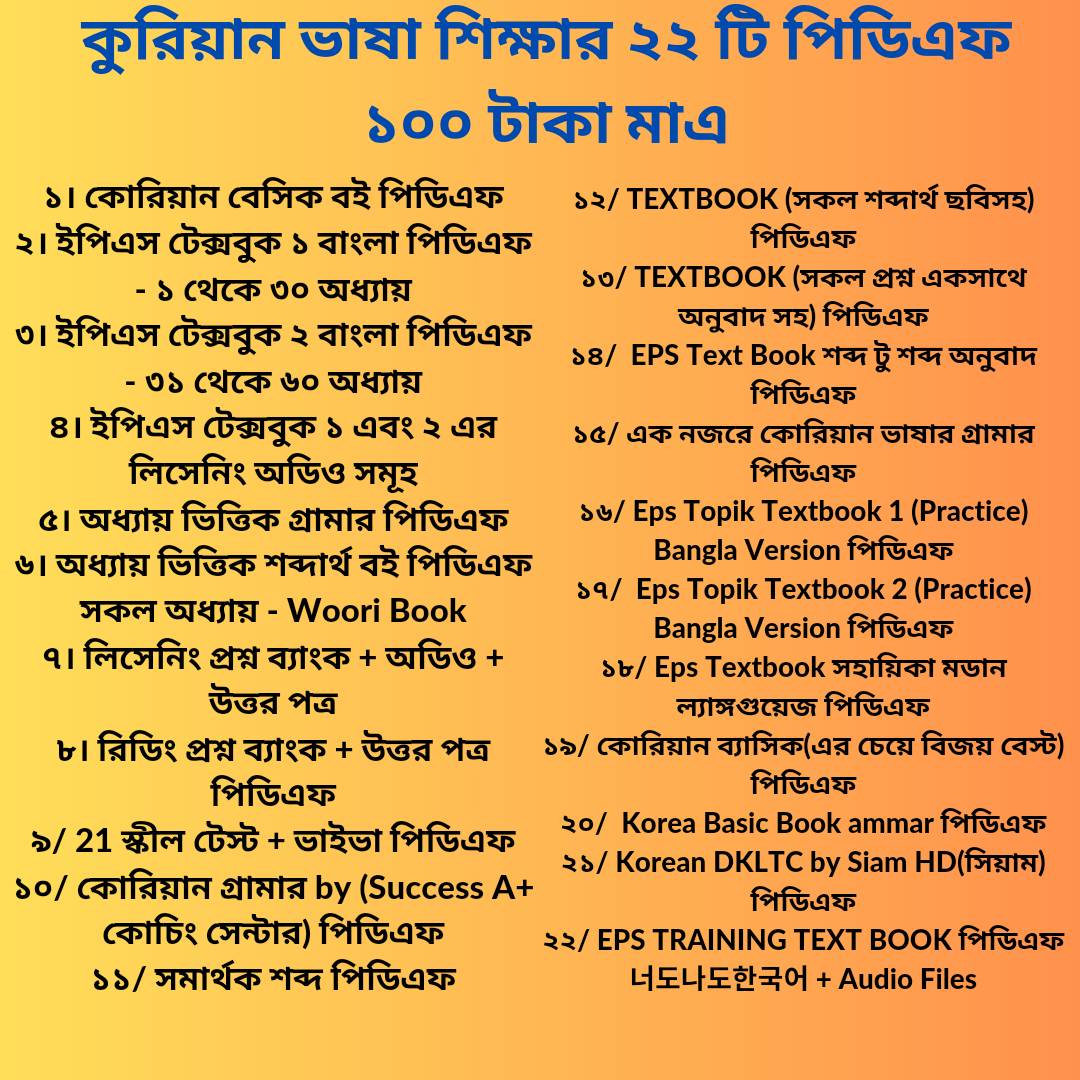 কুরিয়ান ভাষা শিক্ষার ২২ টি পিডিএফ
১০০ টাকা মাএ
১। কোরিয়ান বেসিক বই পিডিএফ
২। ইপিএস টেক্সবুক ১ বাংলা পিডিএফ
- ১ থেকে ৩০ অধ্যায়
৩। ইপিএস টেক্সবুক ২ বাংলা পিডিএফ
- ৩১ থেকে ৬০ অধ্যায়
৪। ইপিএস টেক্সবুক ১ এবং ২ এর
লিসেনিং অডিও সমূহ
৫। অধ্যায় ভিত্তিক গ্রামার পিডিএফ
৬। অধ্যায় ভিত্তিক শব্দার্থ বই পিডিএফ
সকল অধ্যায় - Woori Book
৭। লিসেনিং প্রশ্ন ব্যাংক + অডিও +
উত্তর পত্র
৮। রিডিং প্রশ্ন ব্যাংক + উত্তর পত্র
পিডিএফ
৯/ 21 স্কীল টেস্ট + ভাইভা পিডিএফ
১০/ কোরিয়ান গ্রামার by (Success A+
কোচিং সেন্টার) পিডিএফ
১১/ সমার্থক শব্দ পিডিএফ
১২/ TEXTBOOK (সকল শব্দার্থ ছবিসহ)
পিডিএফ
১৩/ TEXTBOOK (সকল প্রশ্ন একসাথে
অনুবাদ সহ) পিডিএফ
১৪/ EPS Text Book শব্দ টু শব্দ অনুবাদ
পিডিএফ
১৫/ এক নজরে কোরিয়ান ভাষার গ্রামার
পিডিএফ
১৬/ Eps Topik Textbook 1 (Practice)
Bangla Version পিডিএফ
১৭/ Eps Topik Textbook 2 (Practice)
Bangla Version পিডিএফ
১৮/ Eps Textbook সহায়িকা মডান
ল্যাঙ্গগুয়েজ পিডিএফ
১৯/ কোরিয়ান ব্যাসিক(এর চেয়ে বিজয় বেস্ট)
পিডিএফ
২০/ Korea Basic Book ammar পিডিএফ
২১/ Korean DKLTC by Siam HD(সিয়াম)
পিডিএফ
২২/ EPS TRAINING TEXT BOOK পিডিএফ
너도나도한국어 + Audio Files